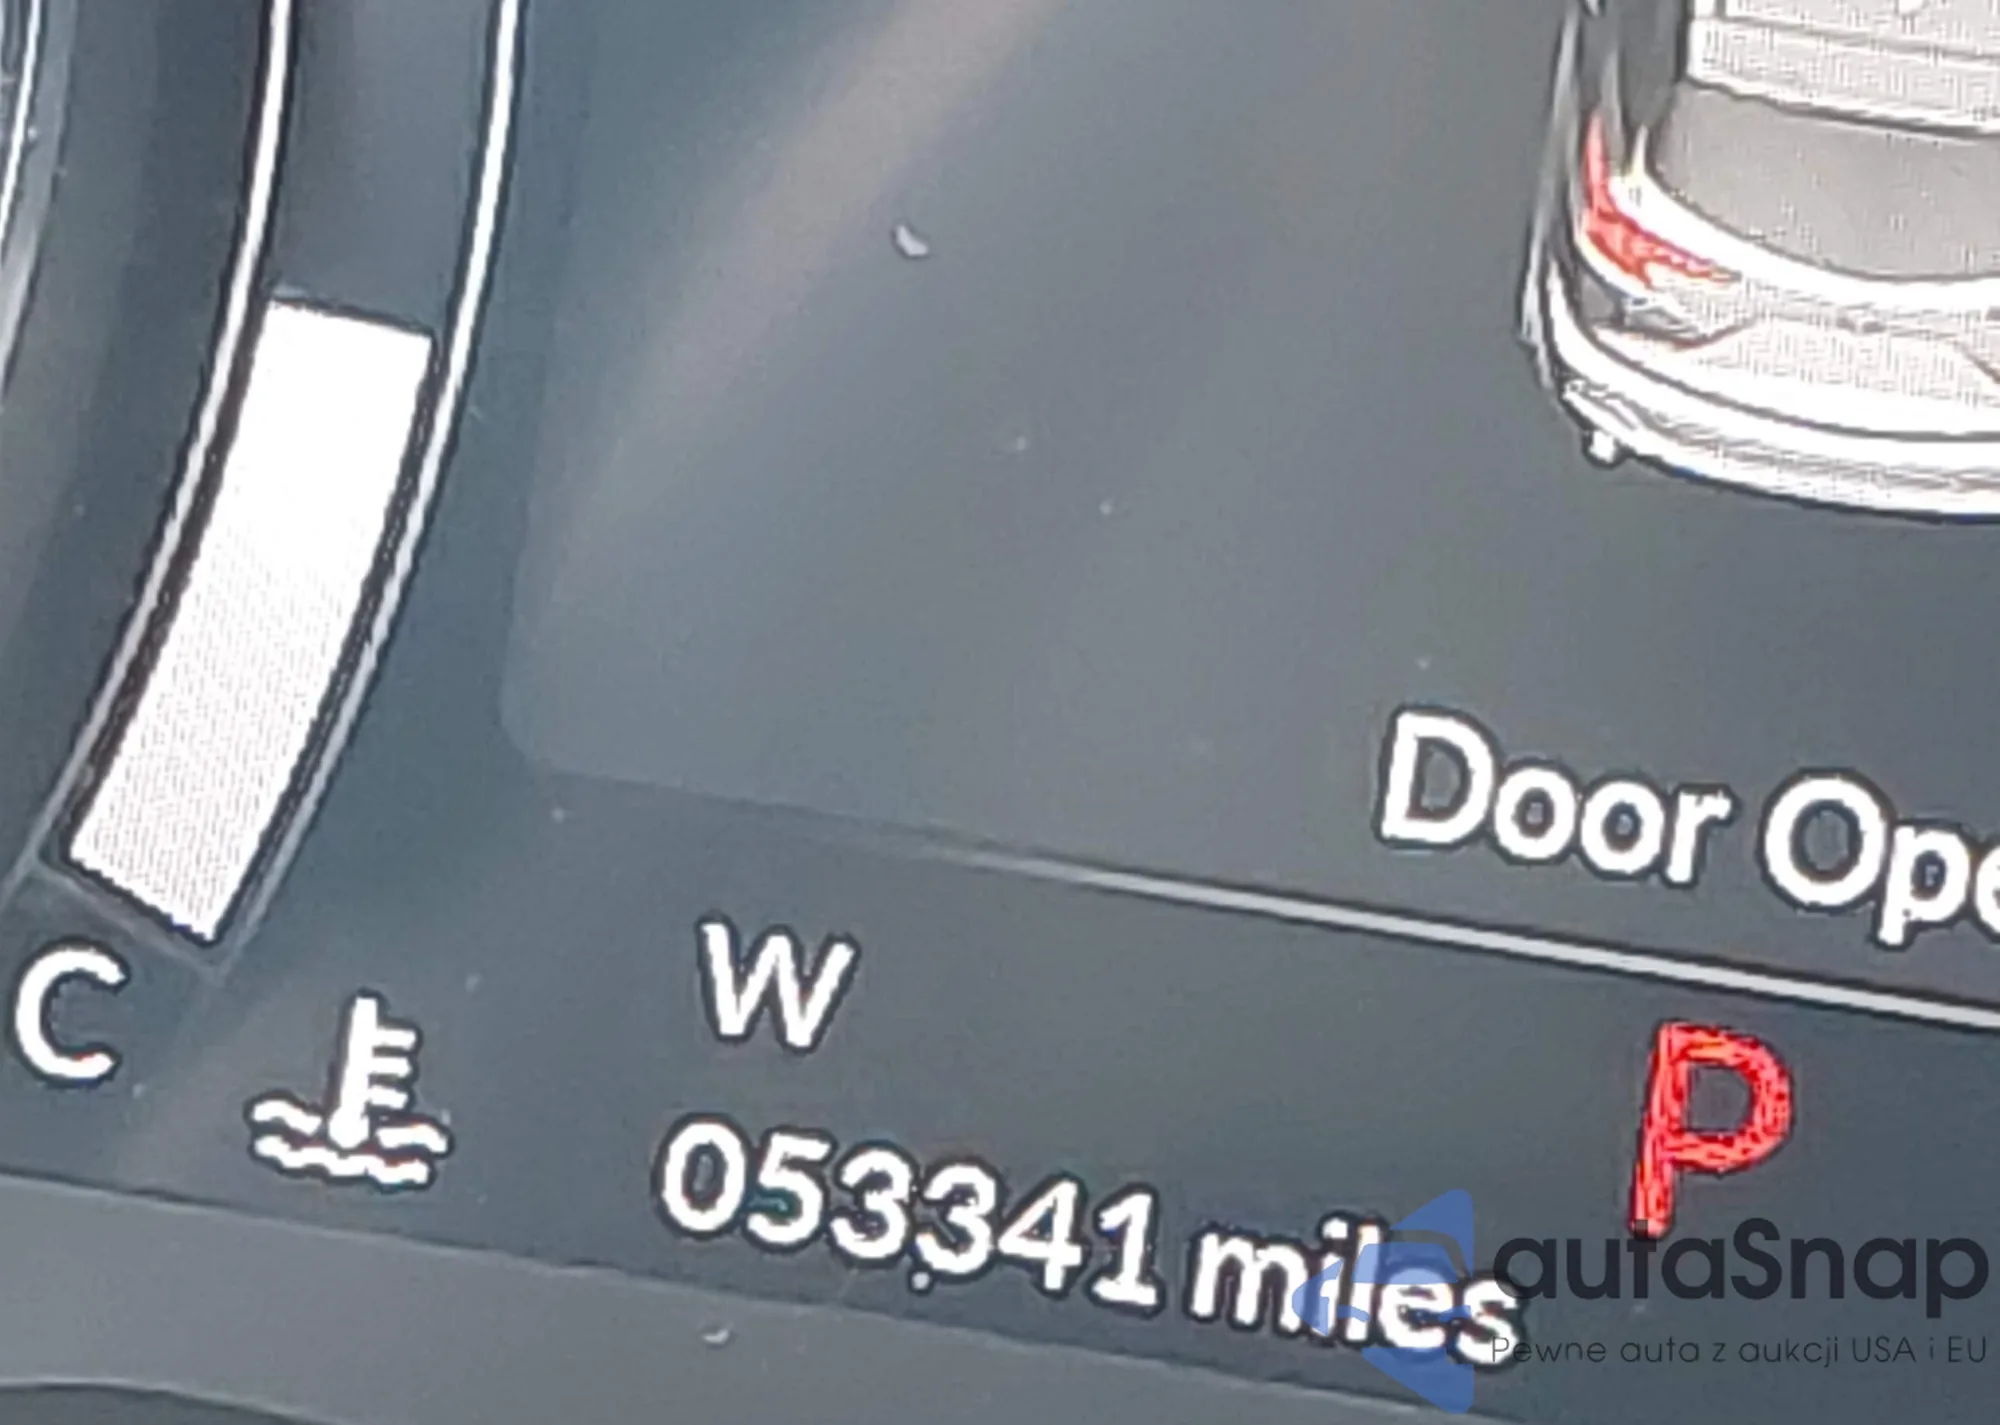 Door Ope
C
W
P
053341 miles
autaSnap
Pewne auta z aukcji USA i EU